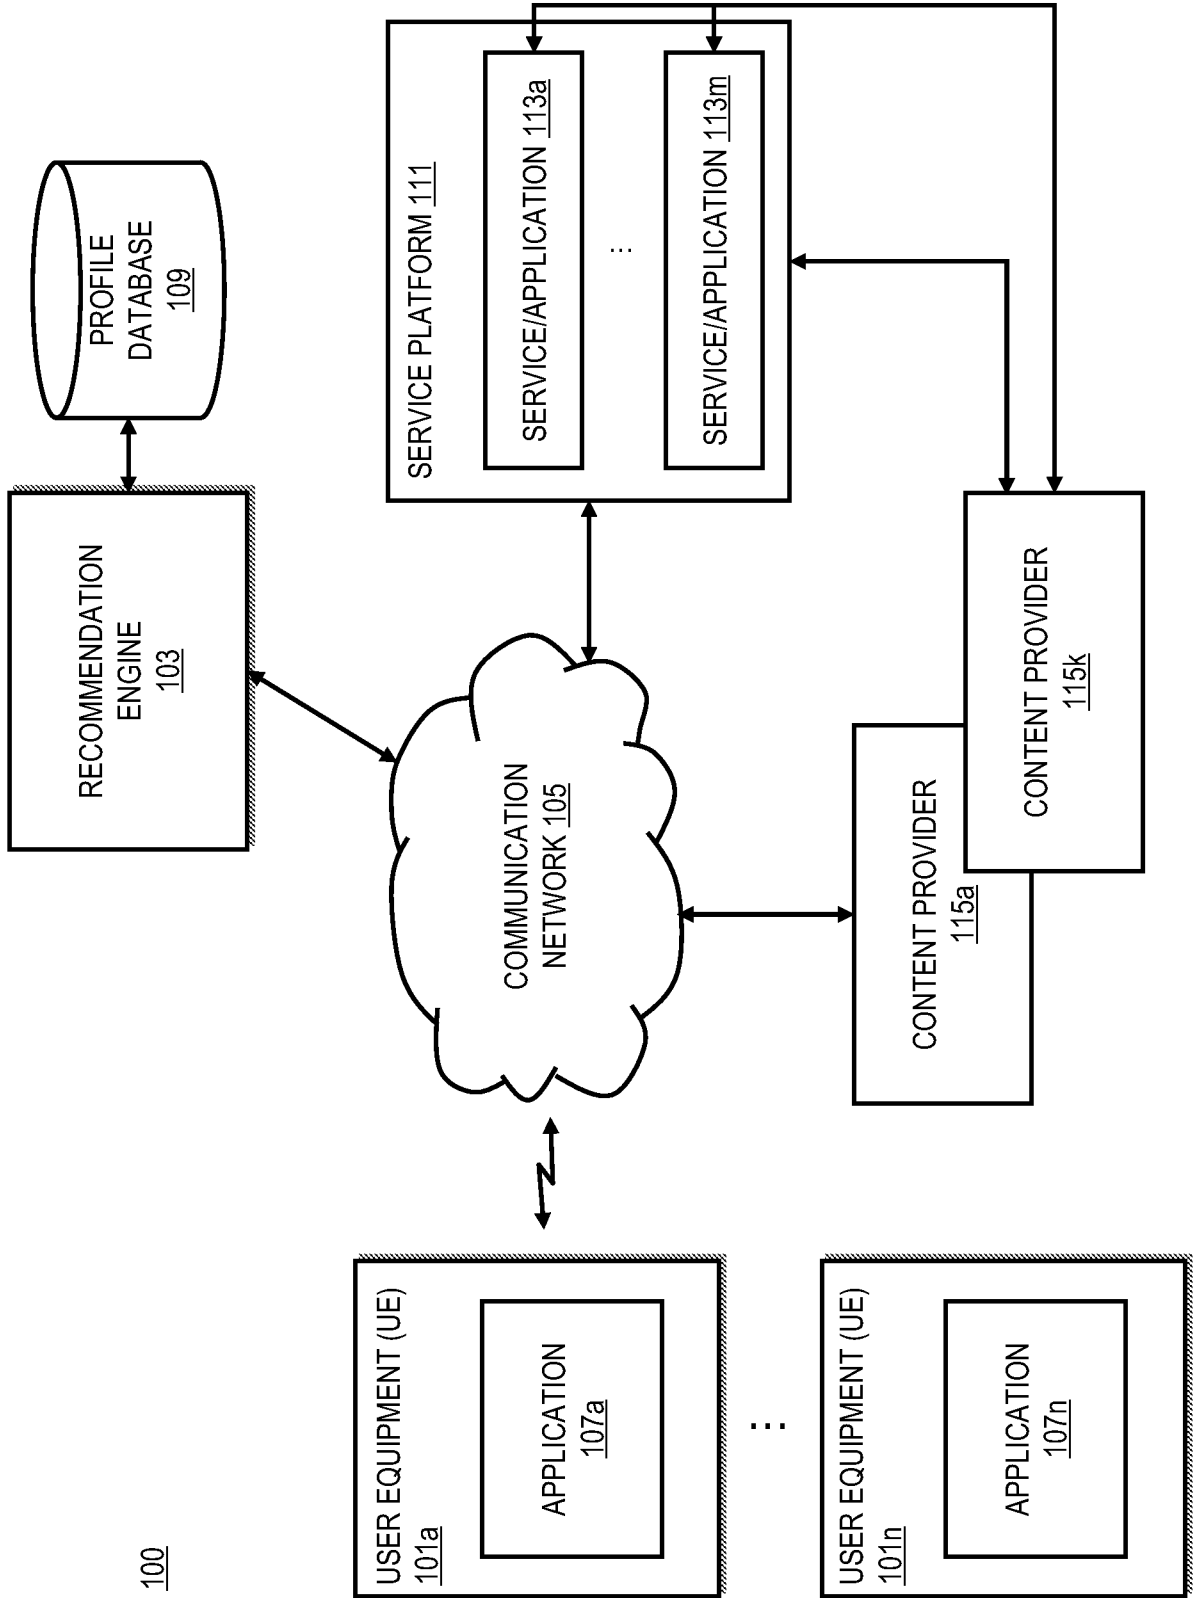 100
RECOMMENDATION
ENGINE
103
PROFILE
DATABASE
109
USER EQUIPMENT (UE)
101a
APPLICATION
107a
...
USER EQUIPMENT (UE)
101n
APPLICATION
107n
COMMUNICATION
NETWORK 105
SERVICE PLATFORM 111
SERVICE/APPLICATION 113a
...
SERVICE/APPLICATION 113m
CONTENT PROVIDER
115a
CONTENT PROVIDER
115k